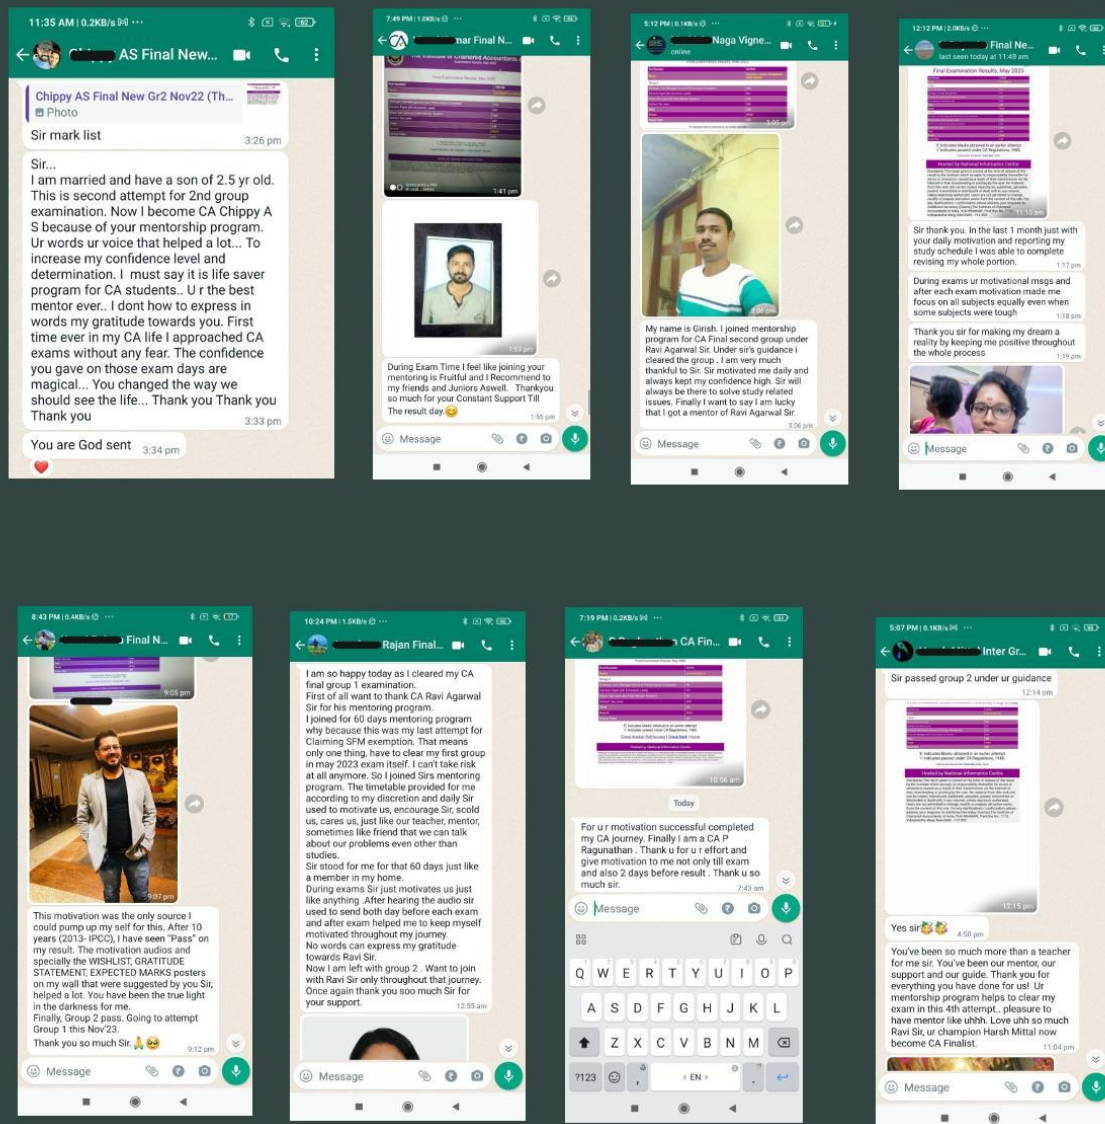 11:35 AM | 0.2KB/s
AS Final New...
Chippy AS Final New Gr2 Nov22 (Th...
Photo
Sir mark list
3:26 pm
Sir...
I am married and have a son of 2.5 yr old.
This is second attempt for 2nd group
examination. Now I become CA Chippy A
S because of your mentorship program.
Ur words ur voice that helped a lot... To
increase my confidence level and
determination. I must say it is life saver
program for CA students.. U r the best
mentor ever.. I dont how to express in
words my gratitude towards you. First
time ever in my CA life I approached CA
exams without any fear. The confidence
you gave on those exam days are
magical... You changed the way we
should see the life... Thank you Thank you
Thank you
3:33 pm
You are God sent
3:34 pm
7:49 PM | 1.0KB/s
mar Final N...
1:41 pm
1:53 pm
During Exam Time I feel like joining your
mentoring is Fruitful and I Recommend to
my friends and Juniors Aswell. Thankyou
so much for your Constant Support Till
The result day.😊
1:55 pm
Message
5:12 PM | 0.1KB/s
Naga Vigne...
online
3:05 pm
My name is Girish. I joined mentorship
program for CA Final second group under
Ravi Agarwal Sir. Under sir's guidance i
cleared the group . I am very much
thankful to Sir. Sir motivated me daily and
always kept my confidence high. Sir will
always be there to solve study related
issues. Finally I want to say I am lucky
that I got a mentor of Ravi Agarwal Sir
3:06 pm
Message
12:12 PM | 2.0KB/s
Final Ne...
last seen today at 11:48 am
Final Examination Results, May 2023
Hosted by National Informatics Centre
11:15 pm
Sir thank you. In the last 1 month just with
your daily motivation and reporting my
study schedule I was able to complete
revising my whole portion.
1:17 pm
During exams ur motivational msgs and
after each exam motivation made me
focus on all subjects equally even when
some subjects were tough
1:18 pm
Thank you sir for making my dream a
reality by keeping me positive throughout
the whole process
1:19 pm
Message
8:43 PM | 0.4KB/s
Final N...
9:05 pm
9:07 pm
This motivation was the only source I
could pump up my self for this. After 10
years (2013- IPCC), I have seen "Pass" on
my result. The motivation audios and
specially the WISHLIST, GRATITUDE
STATEMENT, EXPECTED MARKS posters
on my wall that were suggested by you Sir,
helped a lot. You have been the true light
in the darkness for me.
Finally, Group 2 pass. Going to attempt
Group 1 this Nov'23.
Thank you so much Sir.🙏🥹
9:12 pm
Message
10:24 PM | 1.5KB/s
Rajan Final...
I am so happy today as I cleared my CA
final group 1 examination.
First of all want to thank CA Ravi Agarwal
Sir for his mentoring program.
I joined for 60 days mentoring program
why because this was my last attempt for
Claiming SFM exemption. That means
only one thing, have to clear my first group
in may 2023 exam itself. I can't take risk
at all anymore. So I joined Sirs mentoring
program. The timetable provided for me
according to my discretion and daily Sir
used to motivate us, encourage Sir, scold
us, cares us, just like our teacher, mentor,
sometimes like friend that we can talk
about our problems even other than
studies.
Sir stood for me for that 60 days just like
a member in my home.
During exams Sir just motivates us just
like anything .After hearing the audio sir
used to send both day before each exam
and after exam helped me to keep myself
motivated throughout my journey.
No words can express my gratitude
towards Ravi Sir.
Now I am left with group 2 . Want to join
with Ravi Sir only throughout that journey.
Once again thank you soo much Sir for
your support.
12:55 am
Message
7:19 PM | 0.2KB/s
CA Fin...
Hosted by National Informatics Centre
10:56 am
Today
For u r motivation successful completed
my CA journey. Finally I am a CA P
Ragunathan . Thank u for u r effort and
give motivation to me not only till exam
and also 2 days before result . Thank u so
much sir.
7:43 am
Message
Q W E R T Y U I O P
A S D F G H J K L
Z X C V B N M
?123 , < EN > .
5:07 PM | 0.1KB/s
Inter Gr...
Sir passed group 2 under ur guidance
12:14 pm
Hosted by National Informatics Centre
12:15 pm
Yes sir
4:50 pm
You've been so much more than a teacher
for me sir. You've been our mentor, our
support and our guide. Thank you for
everything you have done for us! Ur
mentorship program helps to clear my
exam in this 4th attempt.. pleasure to
have mentor like uhhh. Love uhh so much
Ravi Sir, ur champion Harsh Mittal now
become CA Finalist.
11:04 pm
Message